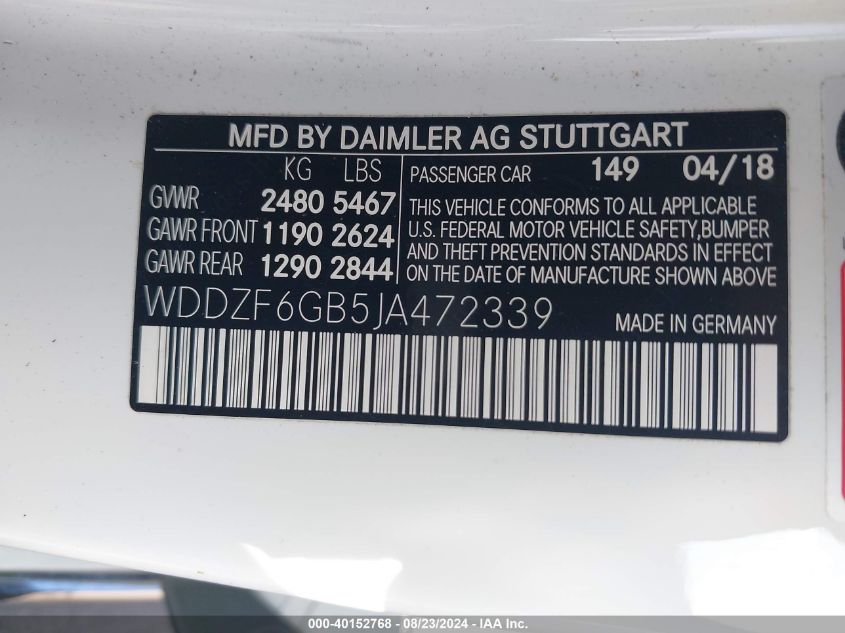 MFD BY DAIMLER AG STUTTGART
KG LBS
GVWR 2480 5467
GAWR FRONT 1190 2624
GAWR REAR 1290 2844
PASSENGER CAR 149 04/18
THIS VEHICLE CONFORMS TO ALL APPLICABLE
U.S. FEDERAL MOTOR VEHICLE SAFETY,BUMPER
AND THEFT PREVENTION STANDARDS IN EFFECT
ON THE DATE OF MANUFACTURE SHOWN ABOVE
WDDZF6GB5JA472339 MADE IN GERMANY
000-40152768 - 08/23/2024 - IAA Inc.